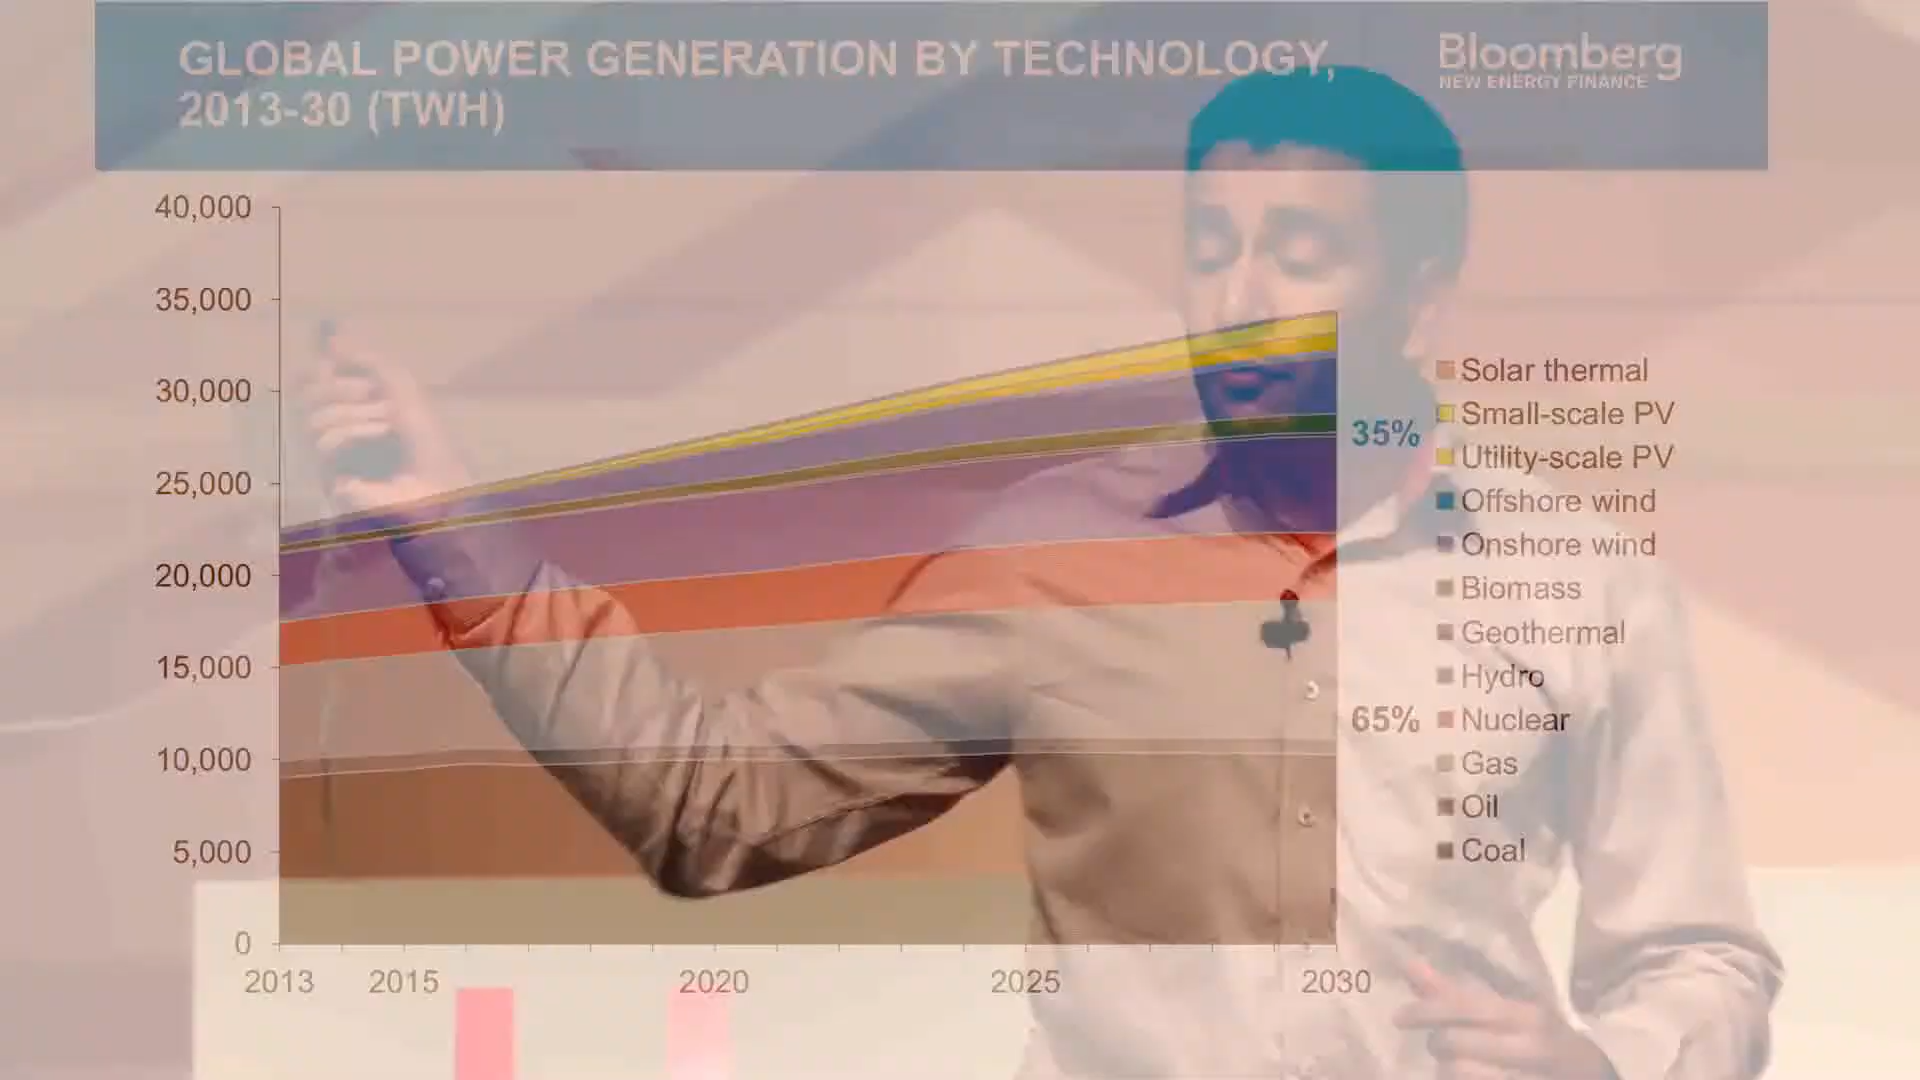 GLOBAL POWER GENERATION BY TECHNOLOGY,
2013-30 (TWH)
Bloomberg
NEW ENERGY FINANCE
40,000
35,000
30,000
25,000
20,000
15,000
10,000
5,000
0
2013 2015 2020 2025 2030
35%
65%
Solar thermal
Small-scale PV
Utility-scale PV
Offshore wind
Onshore wind
Biomass
Geothermal
Hydro
Nuclear
Gas
Oil
Coal